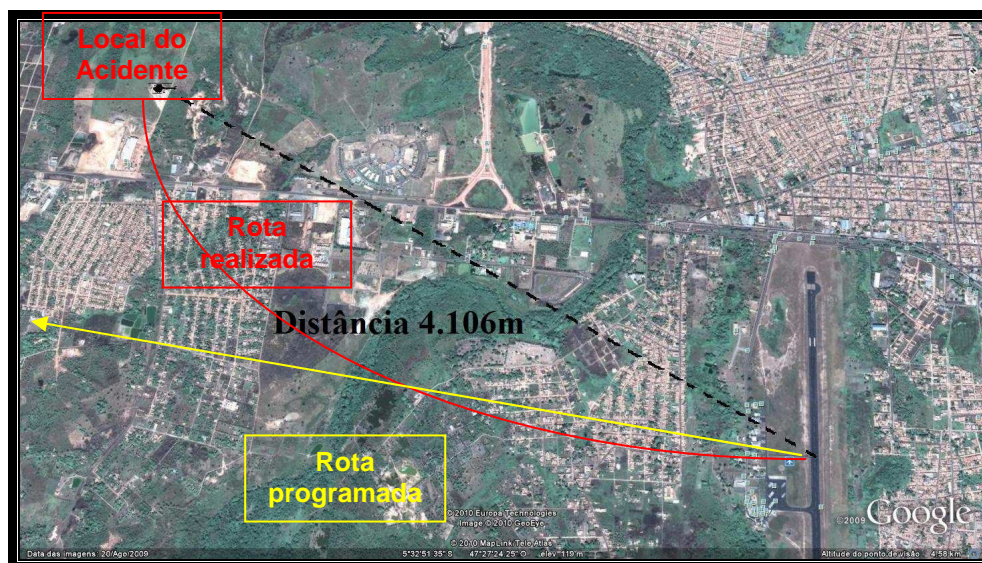 Local do
Acidente
Rota
realizada
Distância 4.106m
Rota
programada
© 2010 Europa Technologies
Image © 2010 GeoEye
© 2010 MapLink/Tele Atlas
©2009 Google
Data das imagens: 20/Ago/2009 5°32'51.35" S 47°27'24.25" O elev 119 m Altitude do ponto de visão 4.58 km